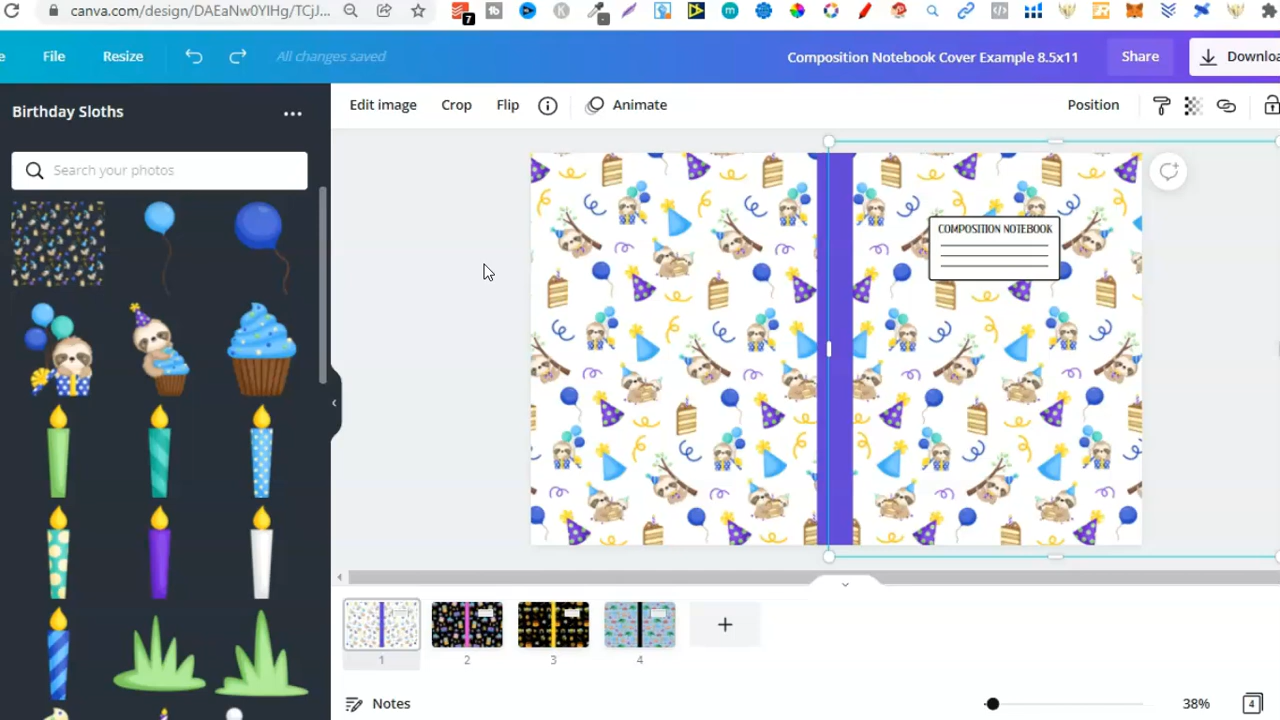 canva.com/design/DAEaNw0YIHg/TCjJ...
7
File
Resize
All changes saved
Composition Notebook Cover Example 8.5x11
Share
Birthday Sloths
Edit image
Crop
Flip
Animate
Position
Search your photos
COMPOSITION NOTEBOOK
1
2
3
4
Notes
38%
4